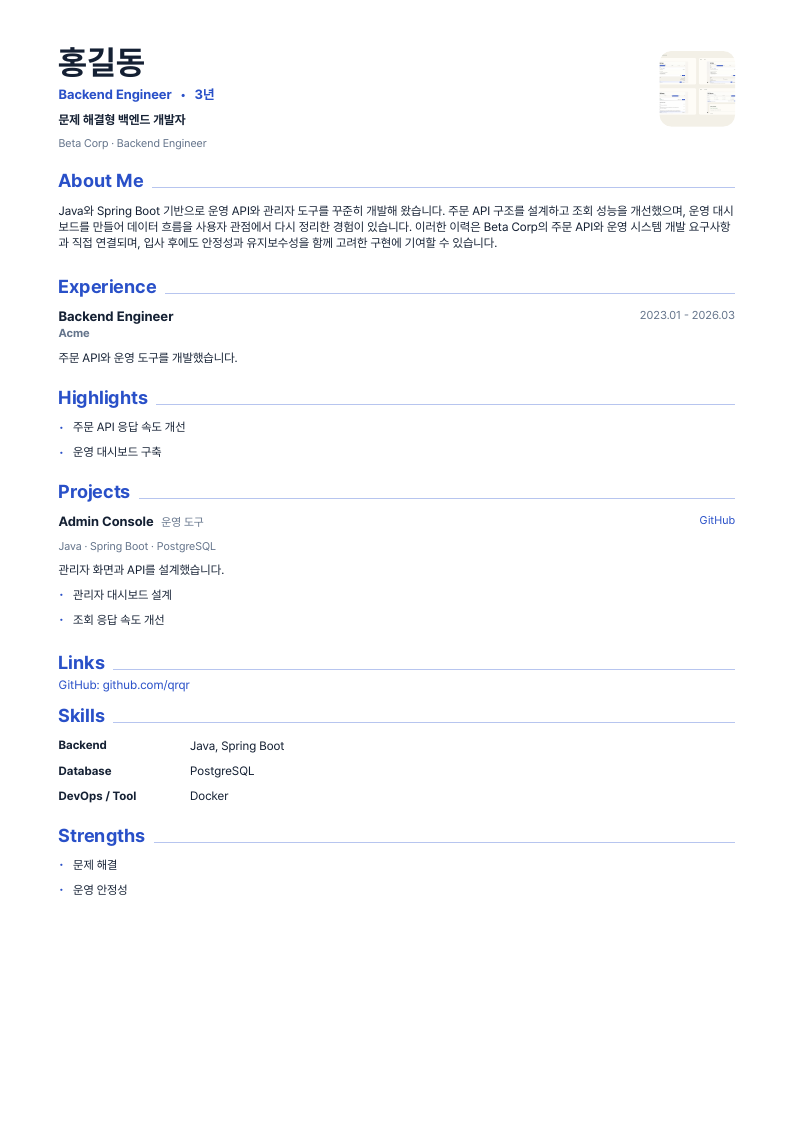 홍길동
Backend Engineer • 3년
문제 해결형 백엔드 개발자
Beta Corp · Backend Engineer
About Me
Java와 Spring Boot 기반으로 운영 API와 관리자 도구를 꾸준히 개발해 왔습니다. 주문 API 구조를 설계하고 조회 성능을 개선했으며, 운영 대시
보드를 만들어 데이터 흐름을 사용자 관점에서 다시 정리한 경험이 있습니다. 이러한 이력은 Beta Corp의 주문 API와 운영 시스템 개발 요구사항
과 직접 연결되며, 입사 후에도 안정성과 유지보수성을 함께 고려한 구현에 기여할 수 있습니다.
Experience
Backend Engineer 2023.01 - 2026.03
Acme
주문 API와 운영 도구를 개발했습니다.
Highlights
• 주문 API 응답 속도 개선
• 운영 대시보드 구축
Projects
Admin Console 운영 도구 GitHub
Java · Spring Boot · PostgreSQL
관리자 화면과 API를 설계했습니다.
• 관리자 대시보드 설계
• 조회 응답 속도 개선
Links
GitHub: github.com/qrqr
Skills
Backend Java, Spring Boot
Database PostgreSQL
DevOps / Tool Docker
Strengths
• 문제 해결
• 운영 안정성